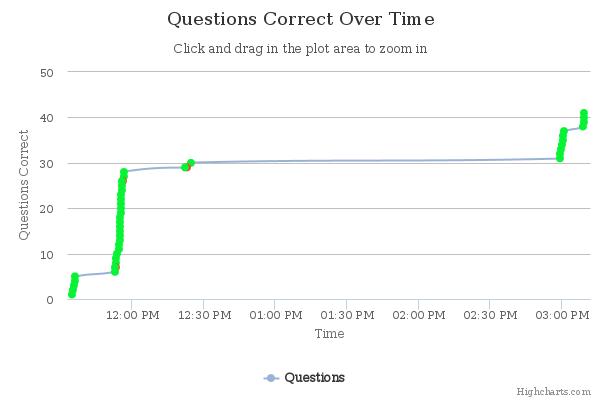 Questions Correct Over Time
Click and drag in the plot area to zoom in
Questions Correct
50
40
30
20
10
0
12:00 PM 12:30 PM 01:00 PM 01:30 PM 02:00 PM 02:30 PM 03:00 PM
Time
Questions
Highcharts.com